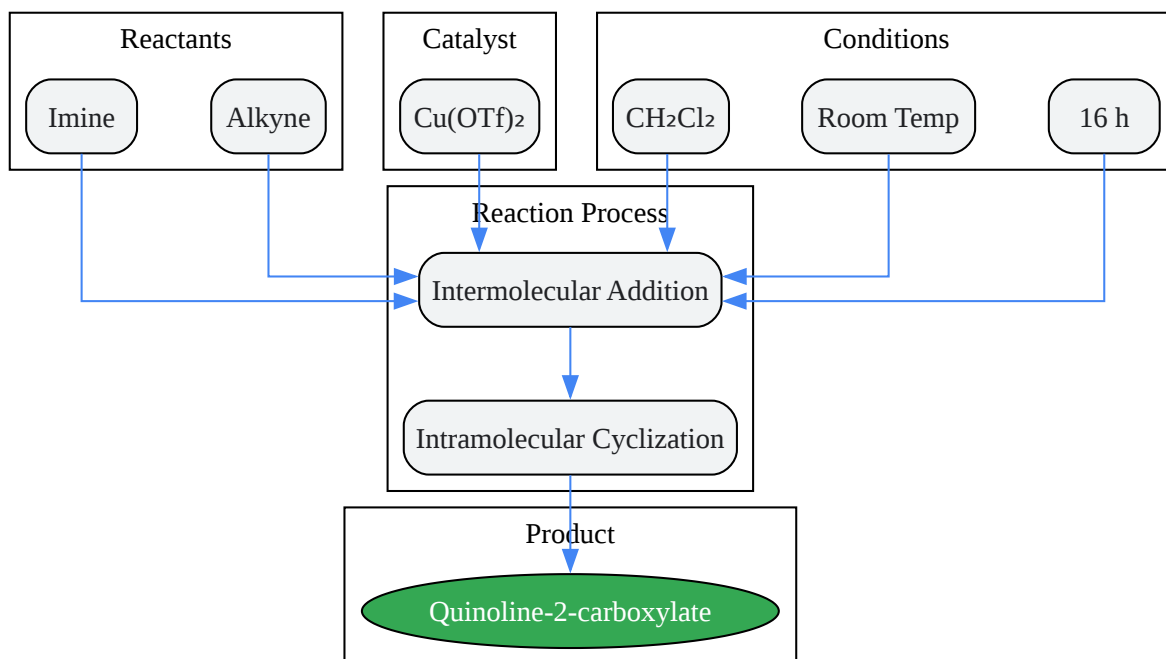 Reactants
Catalyst
Conditions
Imine
Alkyne
Cu(OTf)₂
CH₂Cl₂
Room Temp
16 h
Reaction Process
Intermolecular Addition
Intramolecular Cyclization
Product
Quinoline-2-carboxylate